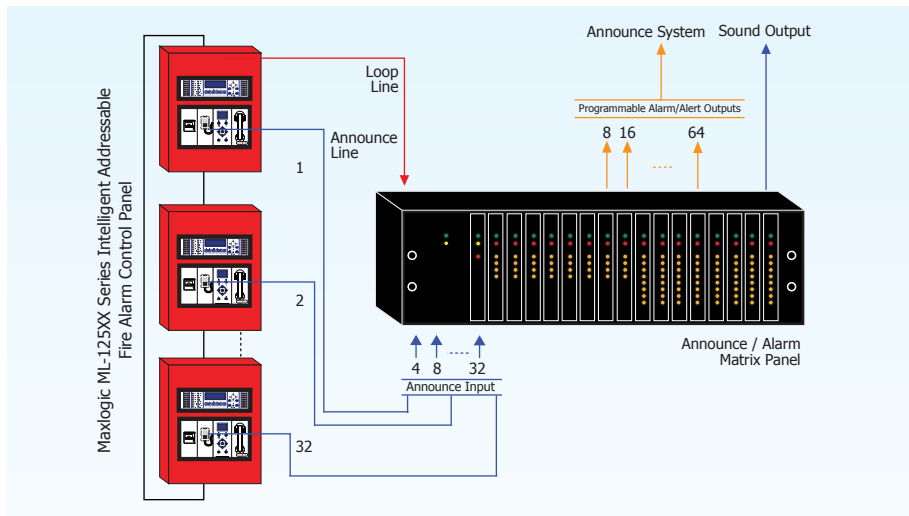 Announce System
Sound Output
Loop
Line
Programmable Alarm/Alert Outputs
8 16 64
Announce
Line
1
Maxlogic ML-125XX Series Intelligent Addressable
Fire Alarm Control Panel
2
Announce / Alarm
Matrix Panel
4 8 32
Announce Input
32